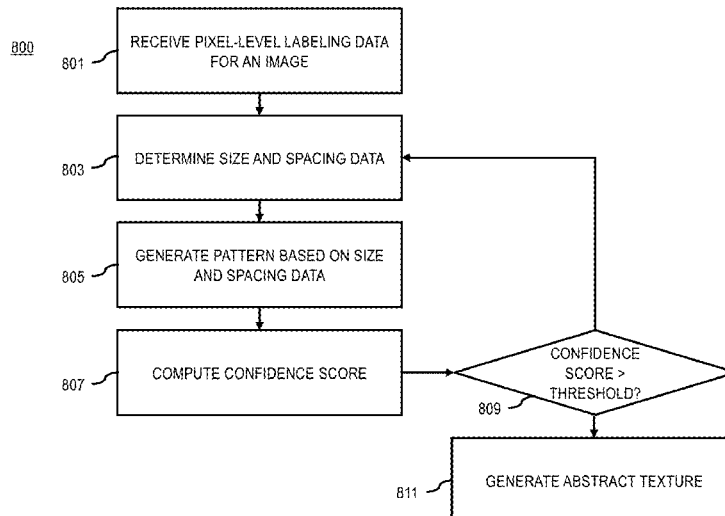 800
801
RECEIVE PIXEL-LEVEL LABELING DATA
FOR AN IMAGE
803
DETERMINE SIZE AND SPACING DATA
805
GENERATE PATTERN BASED ON SIZE
AND SPACING DATA
807
COMPUTE CONFIDENCE SCORE
CONFIDENCE
SCORE >
THRESHOLD?
809
811
GENERATE ABSTRACT TEXTURE